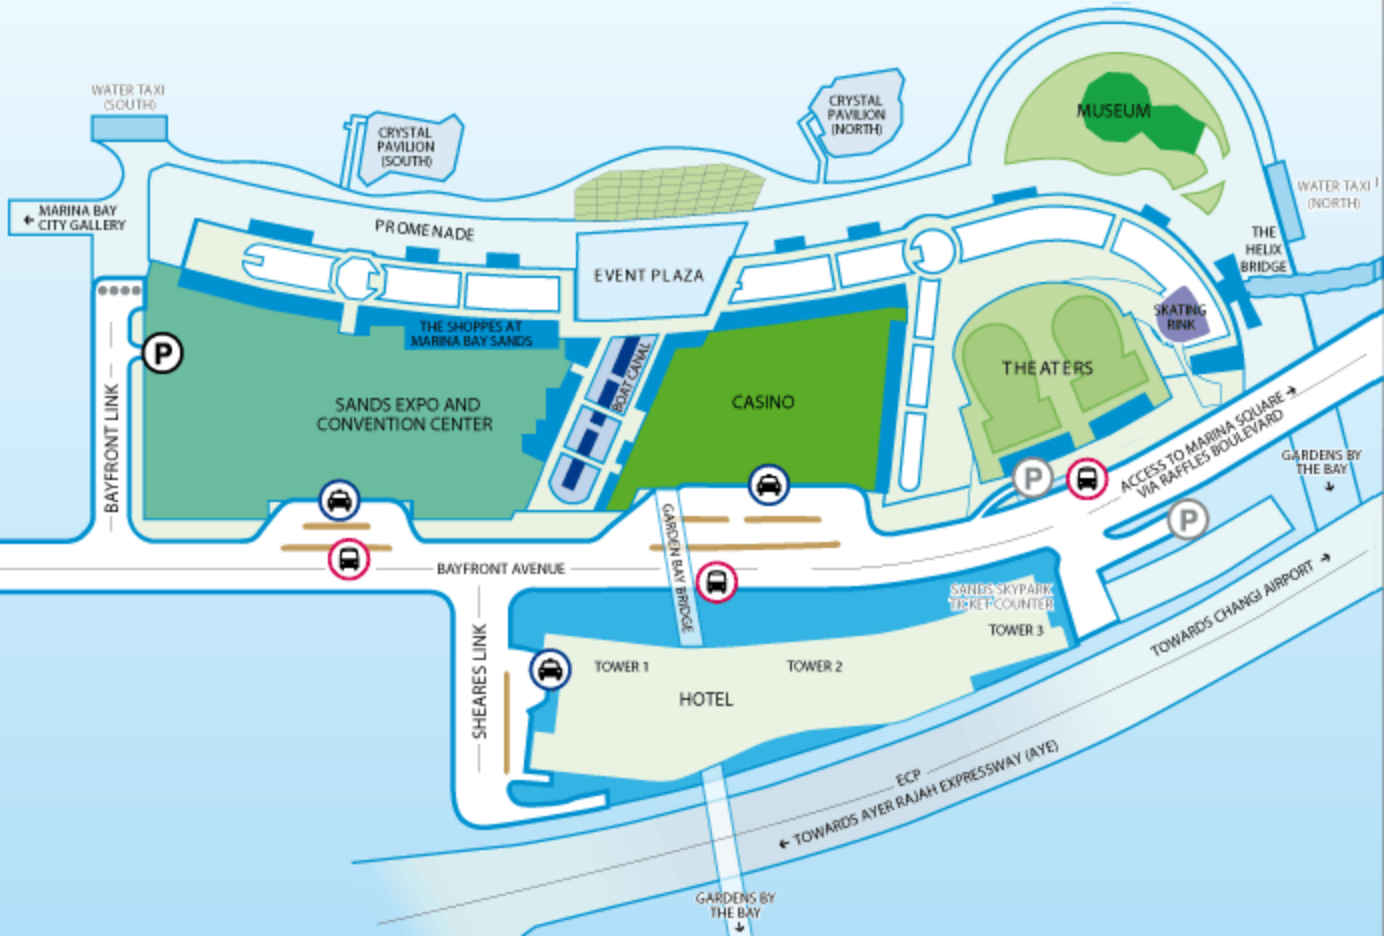 WATER TAXI
(SOUTH)
CRYSTAL
PAVILION
(SOUTH)
CRYSTAL
PAVILION
(NORTH)
MUSEUM
WATER TAXI
(NORTH)
← MARINA BAY
CITY GALLERY
PROMENADE
EVENT PLAZA
THE
HELIX
BRIDGE
SKATING
RINK
THE SHOPPES AT
MARINA BAY SANDS
BOAT CANAL
P
BAYFRONT LINK
SANDS EXPO AND
CONVENTION CENTER
CASINO
THEATERS
ACCESS TO MARINA SQUARE →
VIA RAFFLES BOULEVARD
GARDENS BY
THE BAY
↓
P
P
GARDEN BAY BRIDGE
BAYFRONT AVENUE
SHEARES LINK
SANDS SKYPARK
TICKET COUNTER
TOWER 3
TOWER 1
TOWER 2
HOTEL
TOWARDS CHANGI AIRPORT →
ECP
← TOWARDS AYER RAJAH EXPRESSWAY (AYE)
GARDENS BY
THE BAY
↓